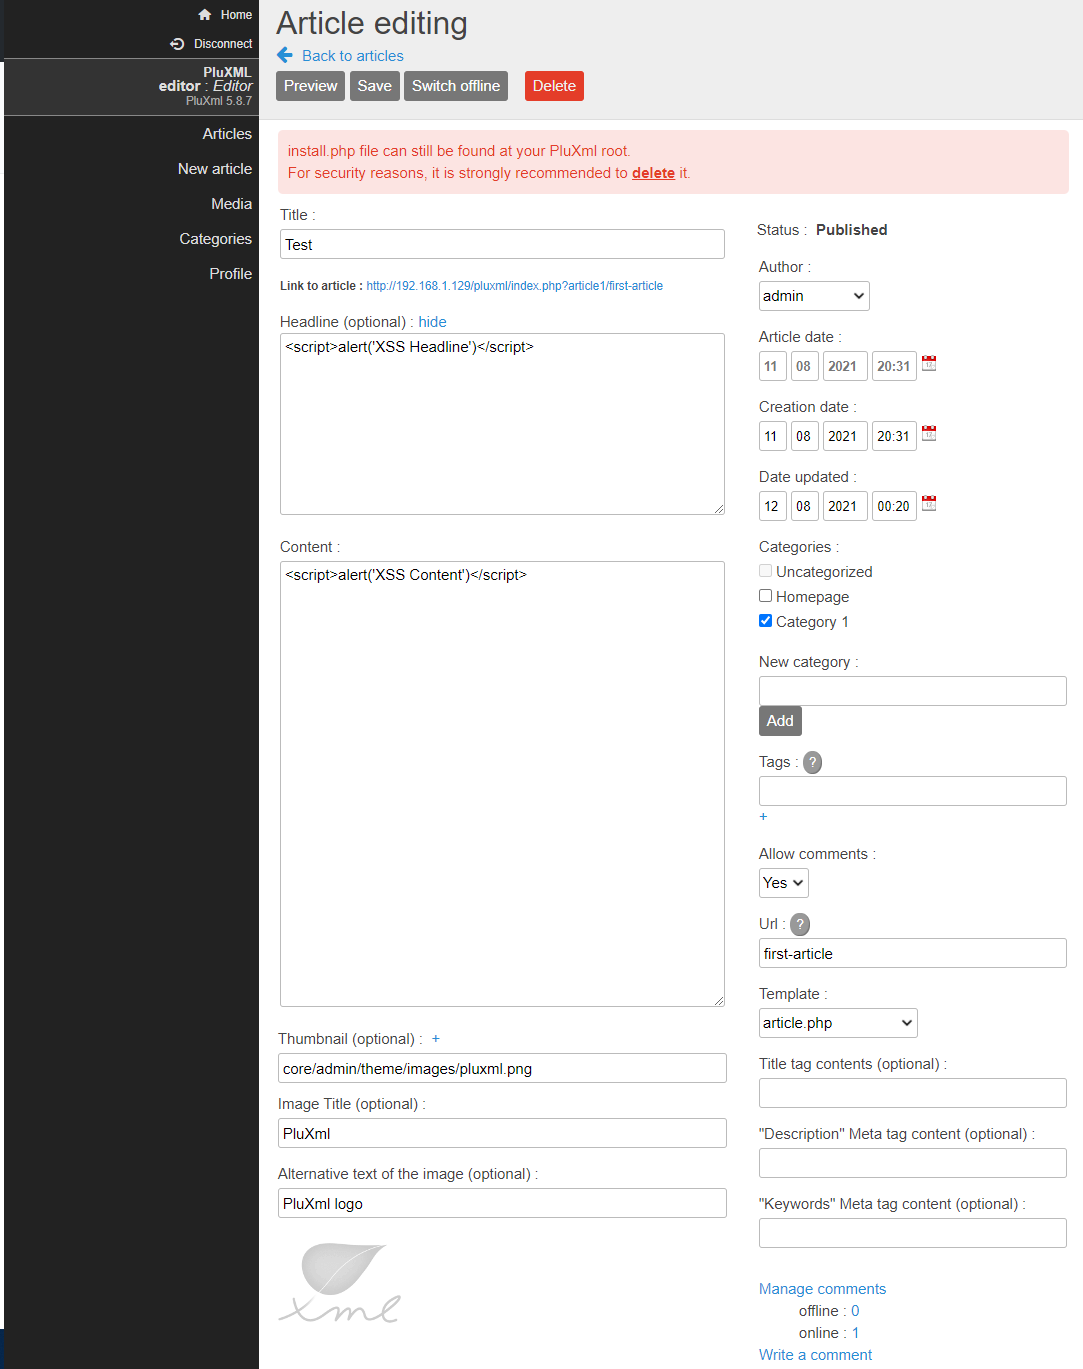 Home
Disconnect
PluXML
editor : Editor
PluXml 5.8.7
Articles
New article
Media
Categories
Profile
Article editing
Back to articles
Preview Save Switch offline Delete
install.php file can still be found at your PluXml root.
For security reasons, it is strongly recommended to delete it.
Title :
Test
Link to article : http://192.168.1.129/pluxml/index.php?article1/first-article
Headline (optional) : hide
<script>alert('XSS Headline')</script>
Content :
<script>alert('XSS Content')</script>
Thumbnail (optional) : +
core/admin/theme/images/pluxml.png
Image Title (optional) :
PluXml
Alternative text of the image (optional) :
PluXml logo
xml
Status : Published
Author :
admin
Article date :
11 08 2021 20:31
Creation date :
11 08 2021 20:31
Date updated :
12 08 2021 00:20
Categories :
Uncategorized
Homepage
Category 1
New category :
Add
Tags : ?
+
Allow comments :
Yes
Url : ?
first-article
Template :
article.php
Title tag contents (optional) :
"Description" Meta tag content (optional) :
"Keywords" Meta tag content (optional) :
Manage comments
offline : 0
online : 1
Write a comment